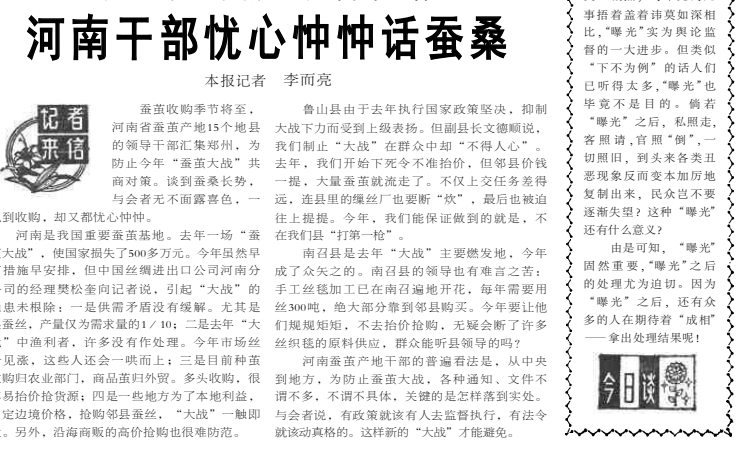 河南干部忧心忡忡话蚕桑
本报记者 李而亮
记者
来信
蚕茧收购季节将至，
河南省蚕茧产地15个地县
的领导干部汇集郑州，为
防止今年“蚕茧大战”共
商对策。谈到蚕桑长势，
与会者无不面露喜色，一
到收购，却又都忧心忡忡。
河南是我国重要蚕茧基地。去年一场“蚕
大战”，使国家损失了500多万元。今年虽然早
措施早安排，但中国丝绸进出口公司河南分
司的经理樊松奎向记者说，引起“大战”的
患未根除：一是供需矛盾没有缓解。尤其是
蚕丝，产量仅为需求量的1／10；二是去年“大
”中渔利者，许多没有作处理。今年市场丝
见涨，这些人还会一哄而上；三是目前种茧
购归农业部门，商品茧归外贸。多头收购，很
易抬价抢货源；四是一些地方为了本地利益，
定边境价格，抢购邻县蚕丝，“大战”一触即
。另外，沿海商贩的高价抢购也很难防范。
鲁山县由于去年执行国家政策坚决，抑制
大战下力而受到上级表扬。但副县长文德顺说，
我们制止“大战”在群众中却“不得人心”。
去年，我们开始下死令不准抬价，但邻县价钱
一提，大量蚕茧就流走了。不仅上交任务差得
远，连县里的缫丝厂也要断“炊”，最后也被迫
往上提提。今年，我们能保证做到的就是，不
在我们县“打第一枪”。
南召县是去年“大战”主要燃发地，今年
成了众矢之的。南召县的领导也有难言之苦：
手工丝毯加工已在南召遍地开花，每年需要用
丝300吨，绝大部分靠到邻县购买。今年要让他
们规规矩矩，不去抬价抢购，无疑会断了许多
丝织毯的原料供应，群众能听县领导的吗？
河南蚕茧产地干部的普遍看法是，从中央
到地方，为防止蚕茧大战，各种通知、文件不
谓不多，不谓不具体，关键的是怎样落到实处。
与会者说，有政策就该有人去监督执行，有法令
就该动真格的。这样新的“大战”才能避免。
事捂着盖着讳莫如深相
比，“曝光”实为舆论监
督的一大进步。但类似
“下不为例”的话人们
已听得太多，“曝光”也
毕竟不是目的。倘若
“曝光”之后，私照走，
客照请，官照“倒”，一
切照旧，到头来各类丑
恶现象反而变本加厉地
复制出来，民众岂不要
逐渐失望？这种“曝光”
还有什么意义？
由是可知，“曝光”
固然重要，“曝光”之后
的处理尤为迫切。因为
“曝光”之后，还有众
多的人在期待着“成相”
——拿出处理结果呢！
今日谈